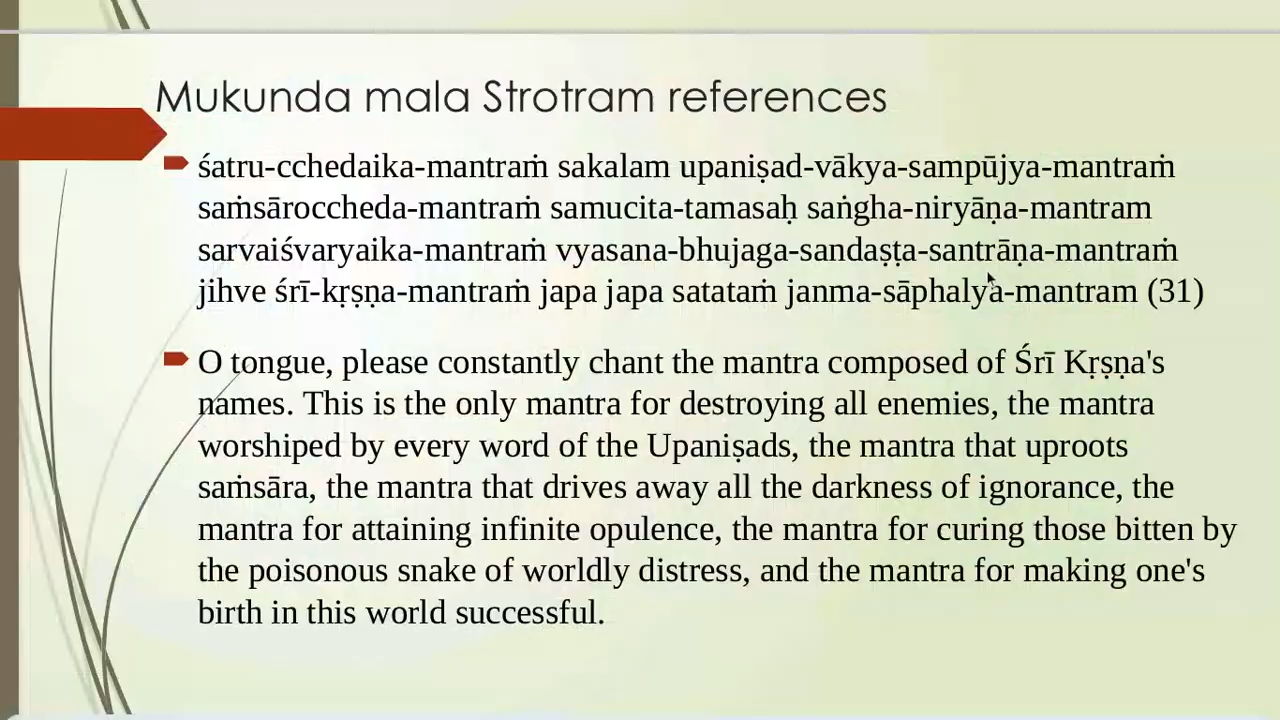 Mukunda mala Strotram references
śatru-cchedaika-mantraṁ sakalam upaniṣad-vākya-sampūjya-mantraṁ
saṁsāroccheda-mantraṁ samucita-tamasaḥ saṅgha-niryāṇa-mantram
sarvaiśvaryaika-mantraṁ vyasana-bhujaga-sandaṣṭa-santrāṇa-mantraṁ
jihve śrī-kṛṣṇa-mantraṁ japa japa satataṁ janma-sāphalya-mantram (31)
O tongue, please constantly chant the mantra composed of Śrī Kṛṣṇa's
names. This is the only mantra for destroying all enemies, the mantra
worshiped by every word of the Upaniṣads, the mantra that uproots
saṁsāra, the mantra that drives away all the darkness of ignorance, the
mantra for attaining infinite opulence, the mantra for curing those bitten by
the poisonous snake of worldly distress, and the mantra for making one's
birth in this world successful.